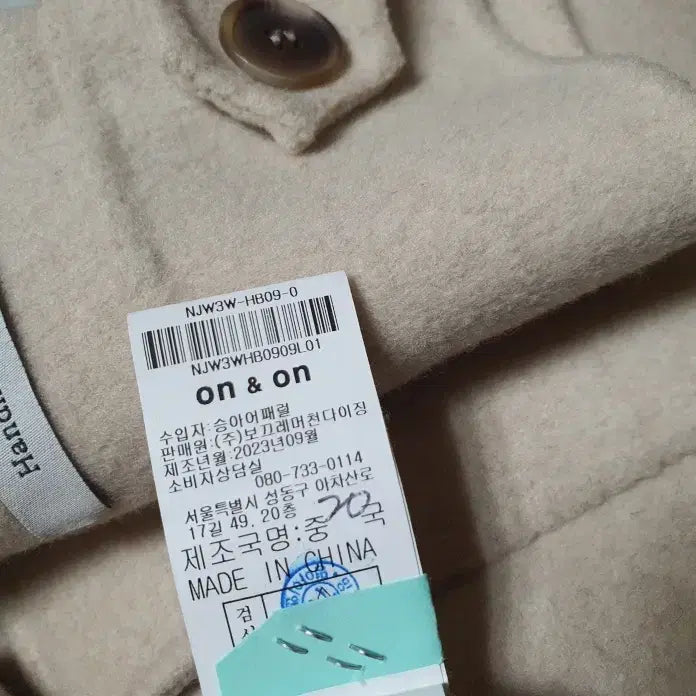 NJW3W-HB09-0
NJW3WHB0909L01
on & on
수입자:승아어패럴
판매원:(주)보끄레머천다이징
제조년월:2023년09월
소비자상담실
080-733-0114
서울특별시 성동구 아차산로
17길 49. 20층
제조국명:중국
20
MADE IN CHINA
검